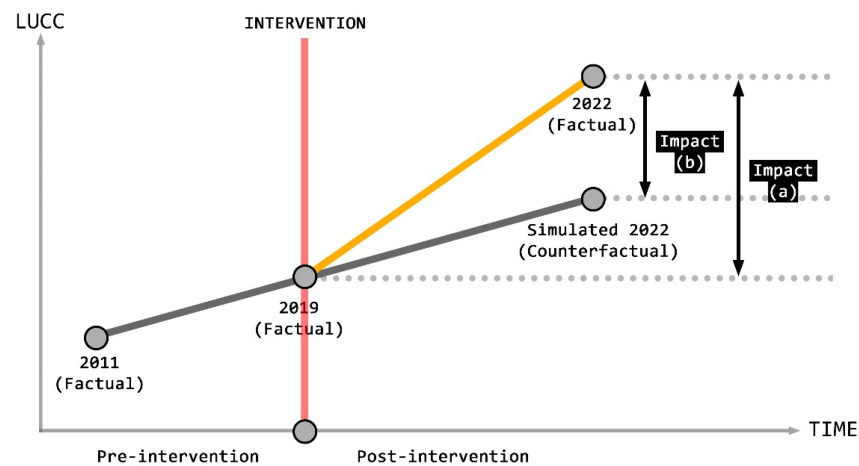 LUCC
INTERVENTION
2022
(Factual)
Impact
(b)
Impact
(a)
Simulated 2022
(Counterfactual)
2019
(Factual)
2011
(Factual)
TIME
Pre-intervention
Post-intervention